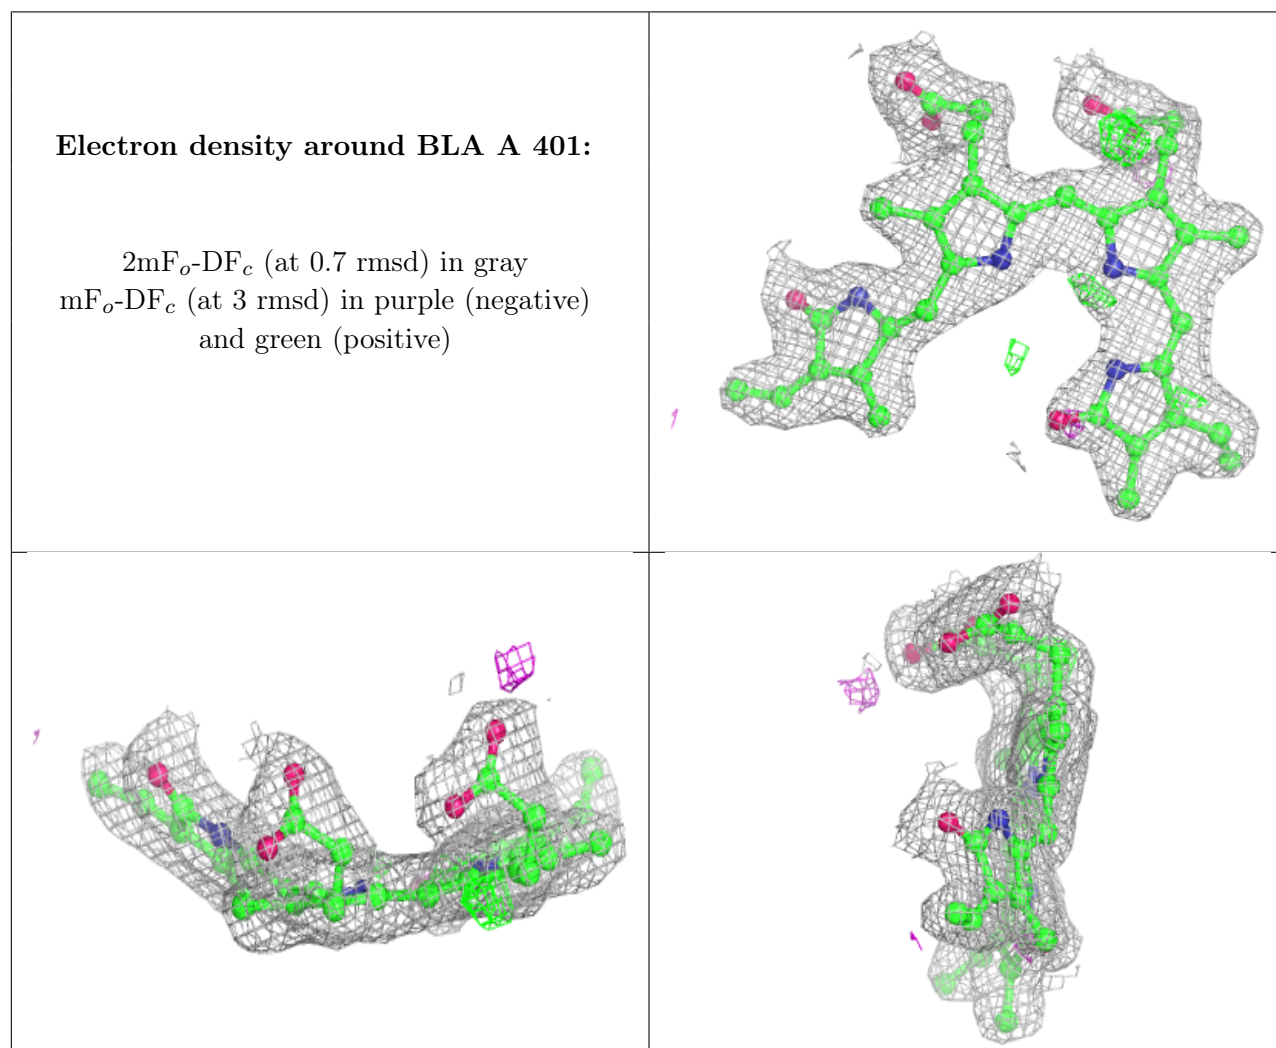 Electron density around BLA A 401:
2mFo-DFc (at 0.7 rmsd) in gray
mFo-DFc (at 3 rmsd) in purple (negative)
and green (positive)